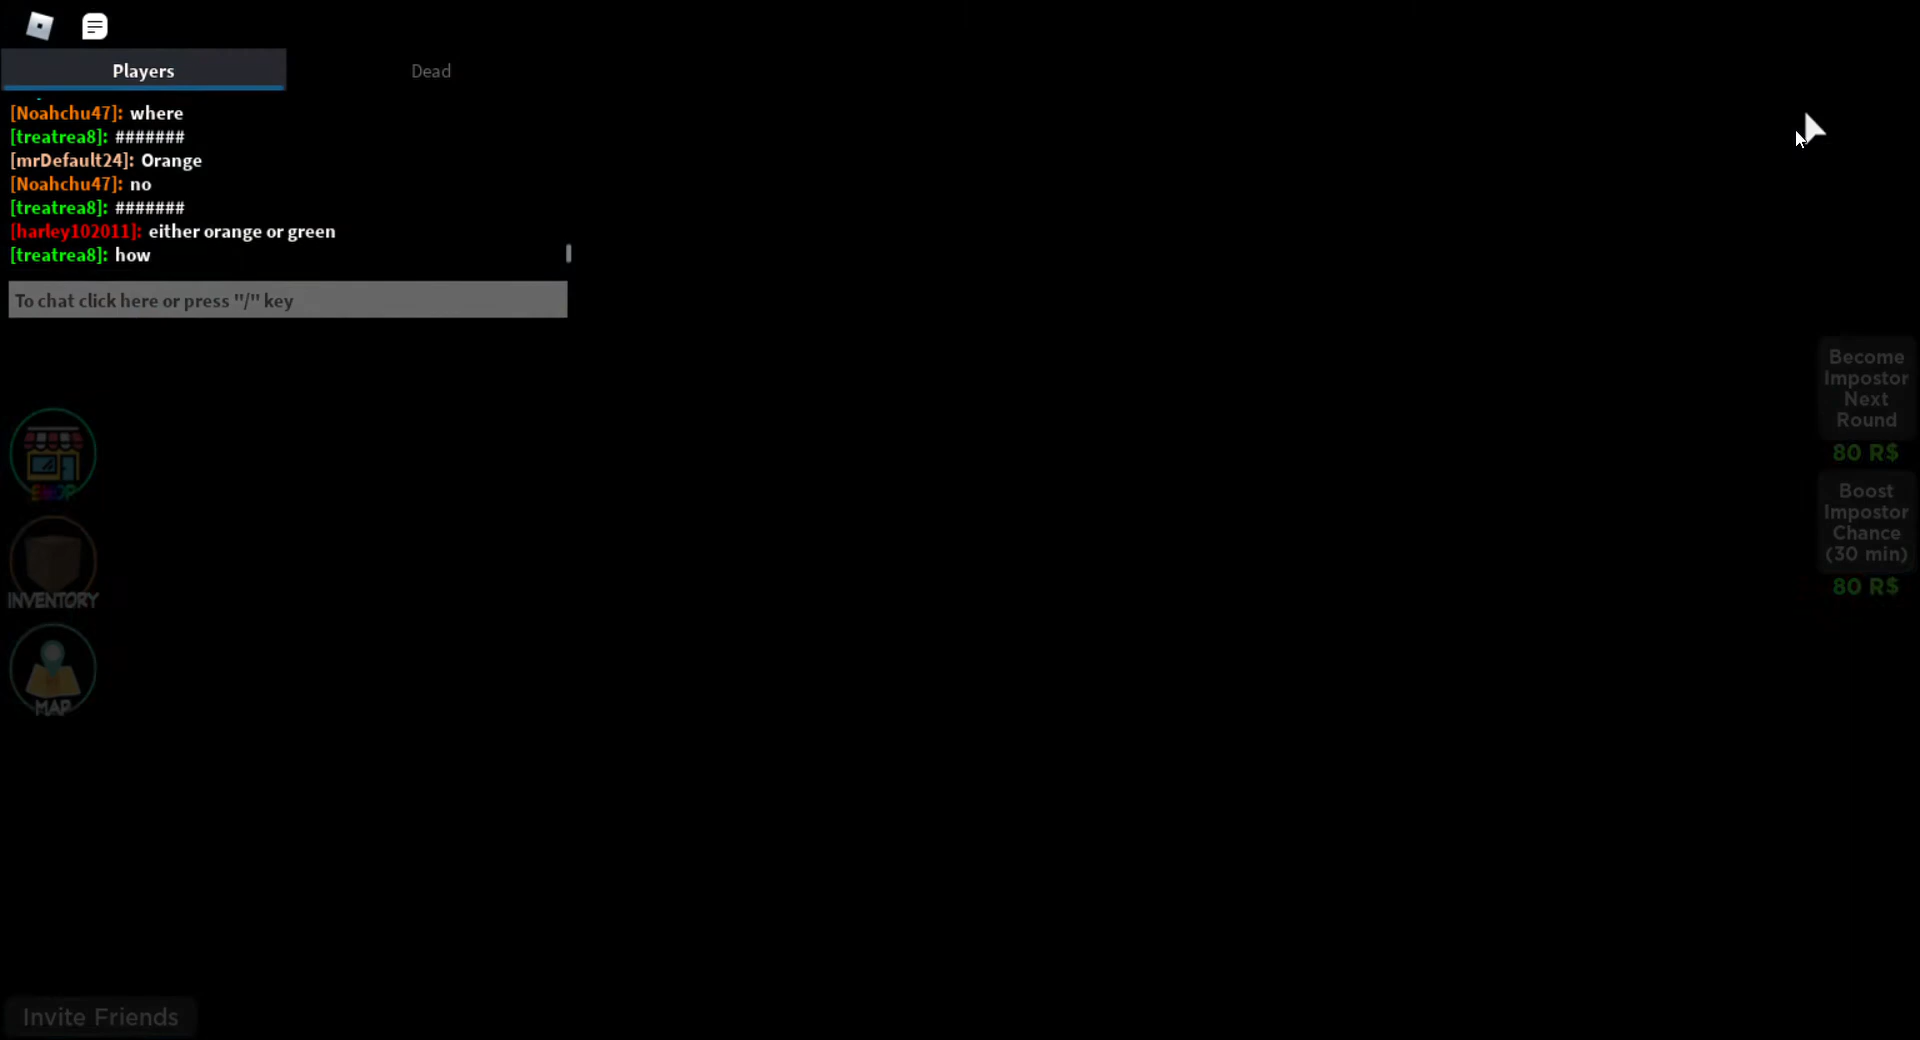 Players
Dead
[Noahchu47]: where
[treatrea8]: #######
[mrDefault24]: Orange
[Noahchu47]: no
[treatrea8]: #######
[harley102011]: either orange or green
[treatrea8]: how
To chat click here or press "/" key
SHOP
INVENTORY
MAP
Become
Impostor
Next
Round
80 R$
Boost
Impostor
Chance
(30 min)
80 R$
Invite Friends